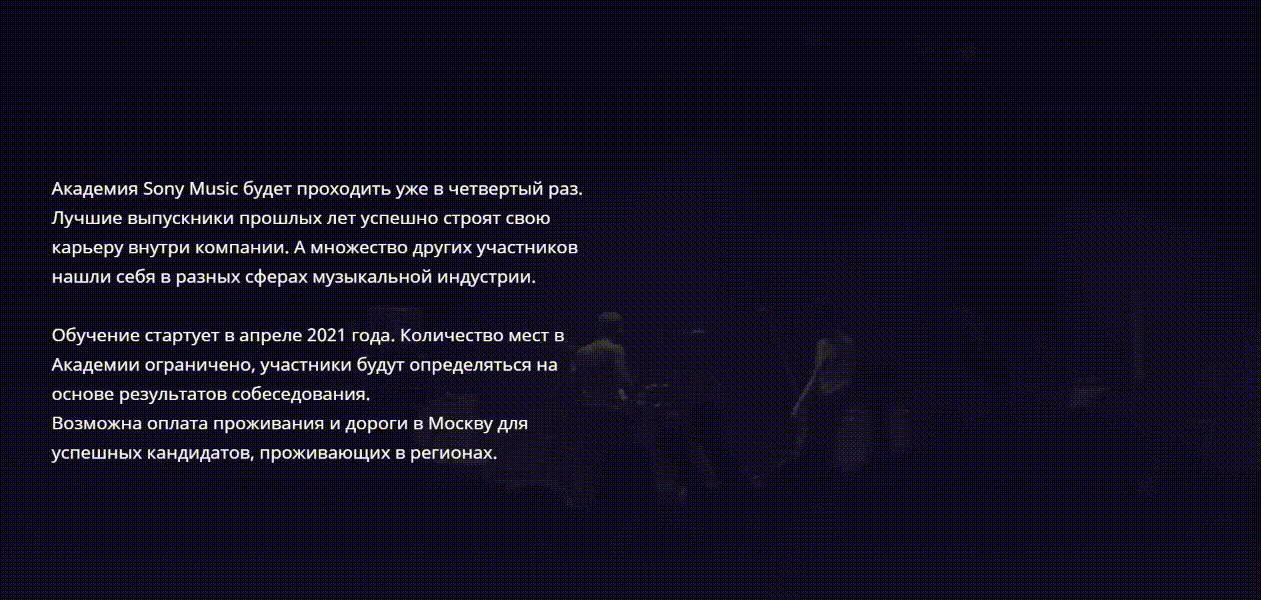 Академия Sony Music будет проходить уже в четвертый раз.
Лучшие выпускники прошлых лет успешно строят свою
карьеру внутри компании. А множество других участников
нашли себя в разных сферах музыкальной индустрии.
Обучение стартует в апреле 2021 года. Количество мест в
Академии ограничено, участники будут определяться на
основе результатов собеседования.
Возможна оплата проживания и дороги в Москву для
успешных кандидатов, проживающих в регионах.